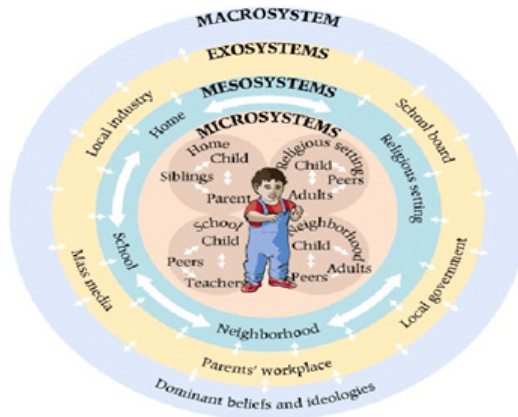 MACROSYSTEM
EXOSYSTEMS
MESOSYSTEMS
MICROSYSTEMS
Local industry
School board
Home
Religious setting
Home
Child
Siblings
Parent
Religious setting
Child
Peers
Adults
School
Child
Peers
Teachers
Neighborhood
Child
Adults
Peers
School
Neighborhood
Mass media
Local government
Parents' workplace
Dominant beliefs and ideologies